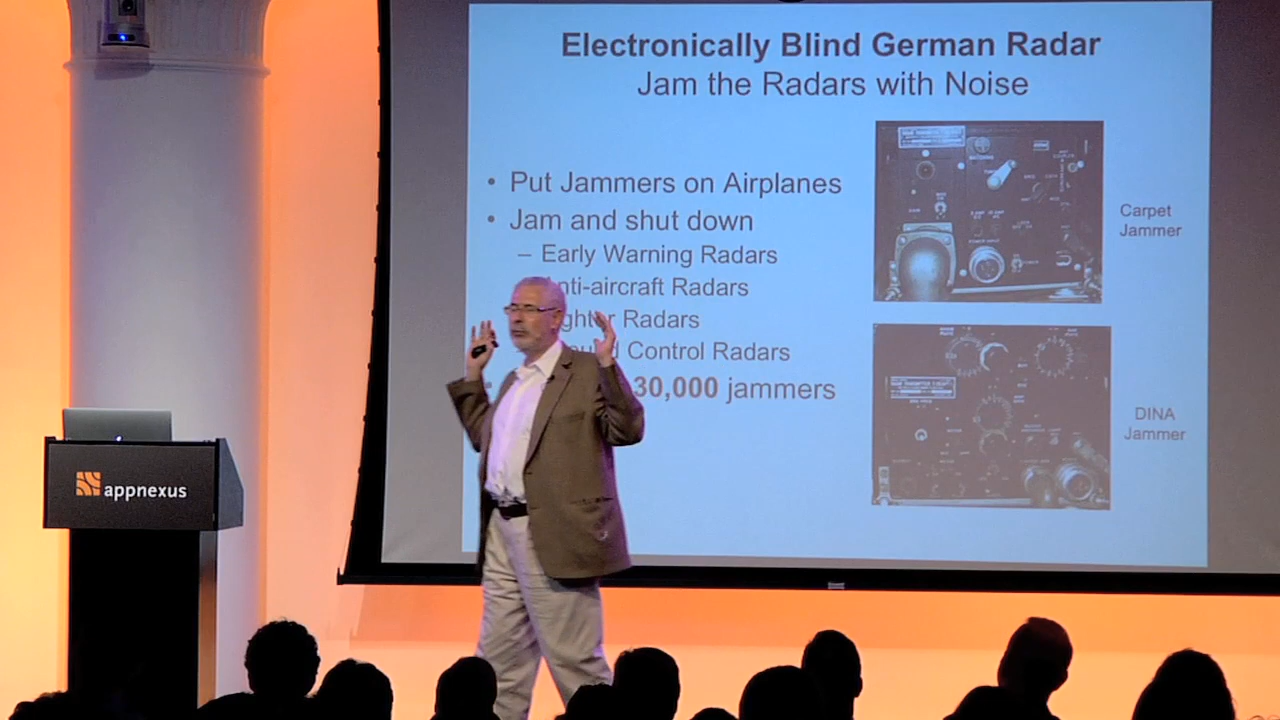 Electronically Blind German Radar
Jam the Radars with Noise
• Put Jammers on Airplanes
• Jam and shut down
– Early Warning Radars
nti-aircraft Radars
ghter Radars
Control Radars
30,000 jammers
Carpet
Jammer
DINA
Jammer
appnexus